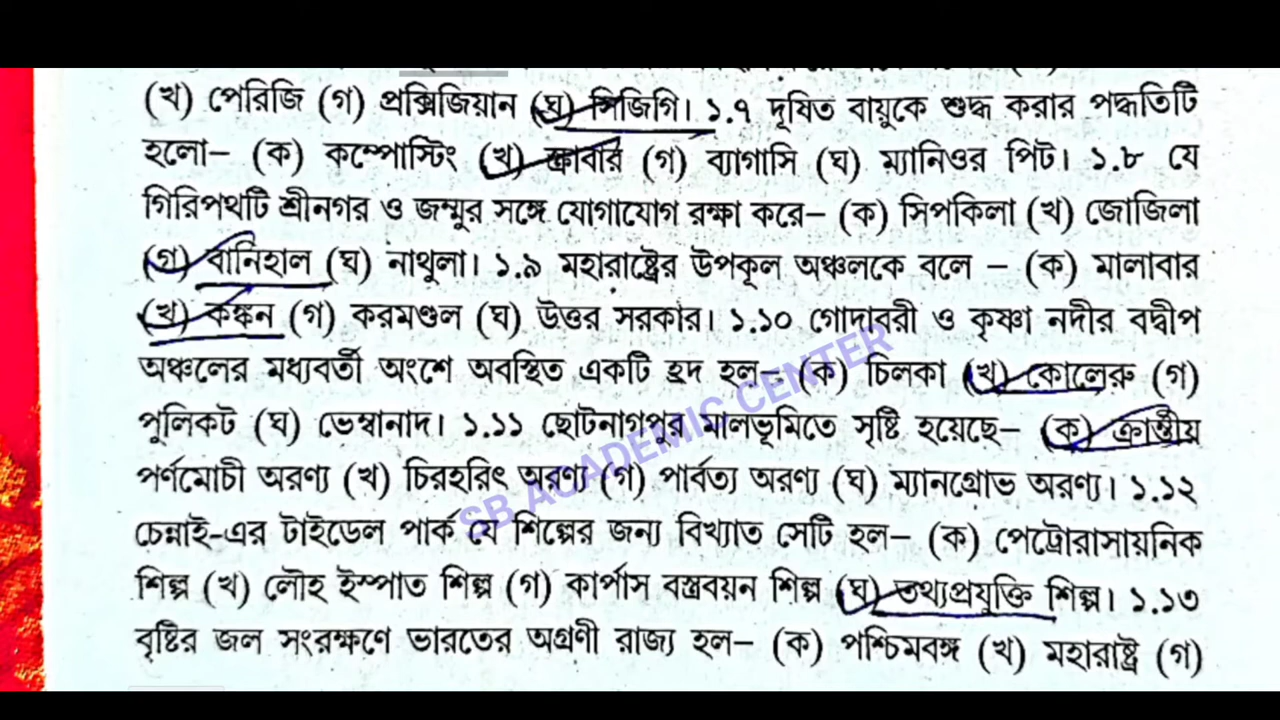 (খ) পেরিজি (গ) প্রক্সিজিয়ান (ঘ) পিজিগি। ১.৭ দূষিত বায়ুকে শুদ্ধ করার পদ্ধতিটি
হলো– (ক) কম্পোস্টিং (খ) স্ক্রাবার (গ) ব্যাগাসি (ঘ) ম্যানিওর পিট। ১.৮ যে
গিরিপথটি শ্রীনগর ও জম্মুর সঙ্গে যোগাযোগ রক্ষা করে– (ক) সিপকিলা (খ) জোজিলা
(গ) বানিহাল (ঘ) নাথুলা। ১.৯ মহারাষ্ট্রের উপকূল অঞ্চলকে বলে – (ক) মালাবার
(খ) কঙ্কন (গ) করমণ্ডল (ঘ) উত্তর সরকার। ১.১০ গোদাবরী ও কৃষ্ণা নদীর বদ্বীপ
অঞ্চলের মধ্যবর্তী অংশে অবস্থিত একটি হ্রদ হল– (ক) চিলকা (খ) কোলেরু (গ)
পুলিকট (ঘ) ভেম্বানাদ। ১.১১ ছোটনাগপুর মালভূমিতে সৃষ্টি হয়েছে– (ক) ক্রান্তীয়
পর্ণমোচী অরণ্য (খ) চিরহরিৎ অরণ্য (গ) পার্বত্য অরণ্য (ঘ) ম্যানগ্রোভ অরণ্য। ১.১২
চেন্নাই-এর টাইডেল পার্ক যে শিল্পের জন্য বিখ্যাত সেটি হল– (ক) পেট্রোরাসায়নিক
শিল্প (খ) লৌহ ইস্পাত শিল্প (গ) কার্পাস বস্ত্রবয়ন শিল্প (ঘ) তথ্যপ্রযুক্তি শিল্প। ১.১৩
বৃষ্টির জল সংরক্ষণে ভারতের অগ্রণী রাজ্য হল– (ক) পশ্চিমবঙ্গ (খ) মহারাষ্ট্র (গ)
SB ACADEMIC CENTER